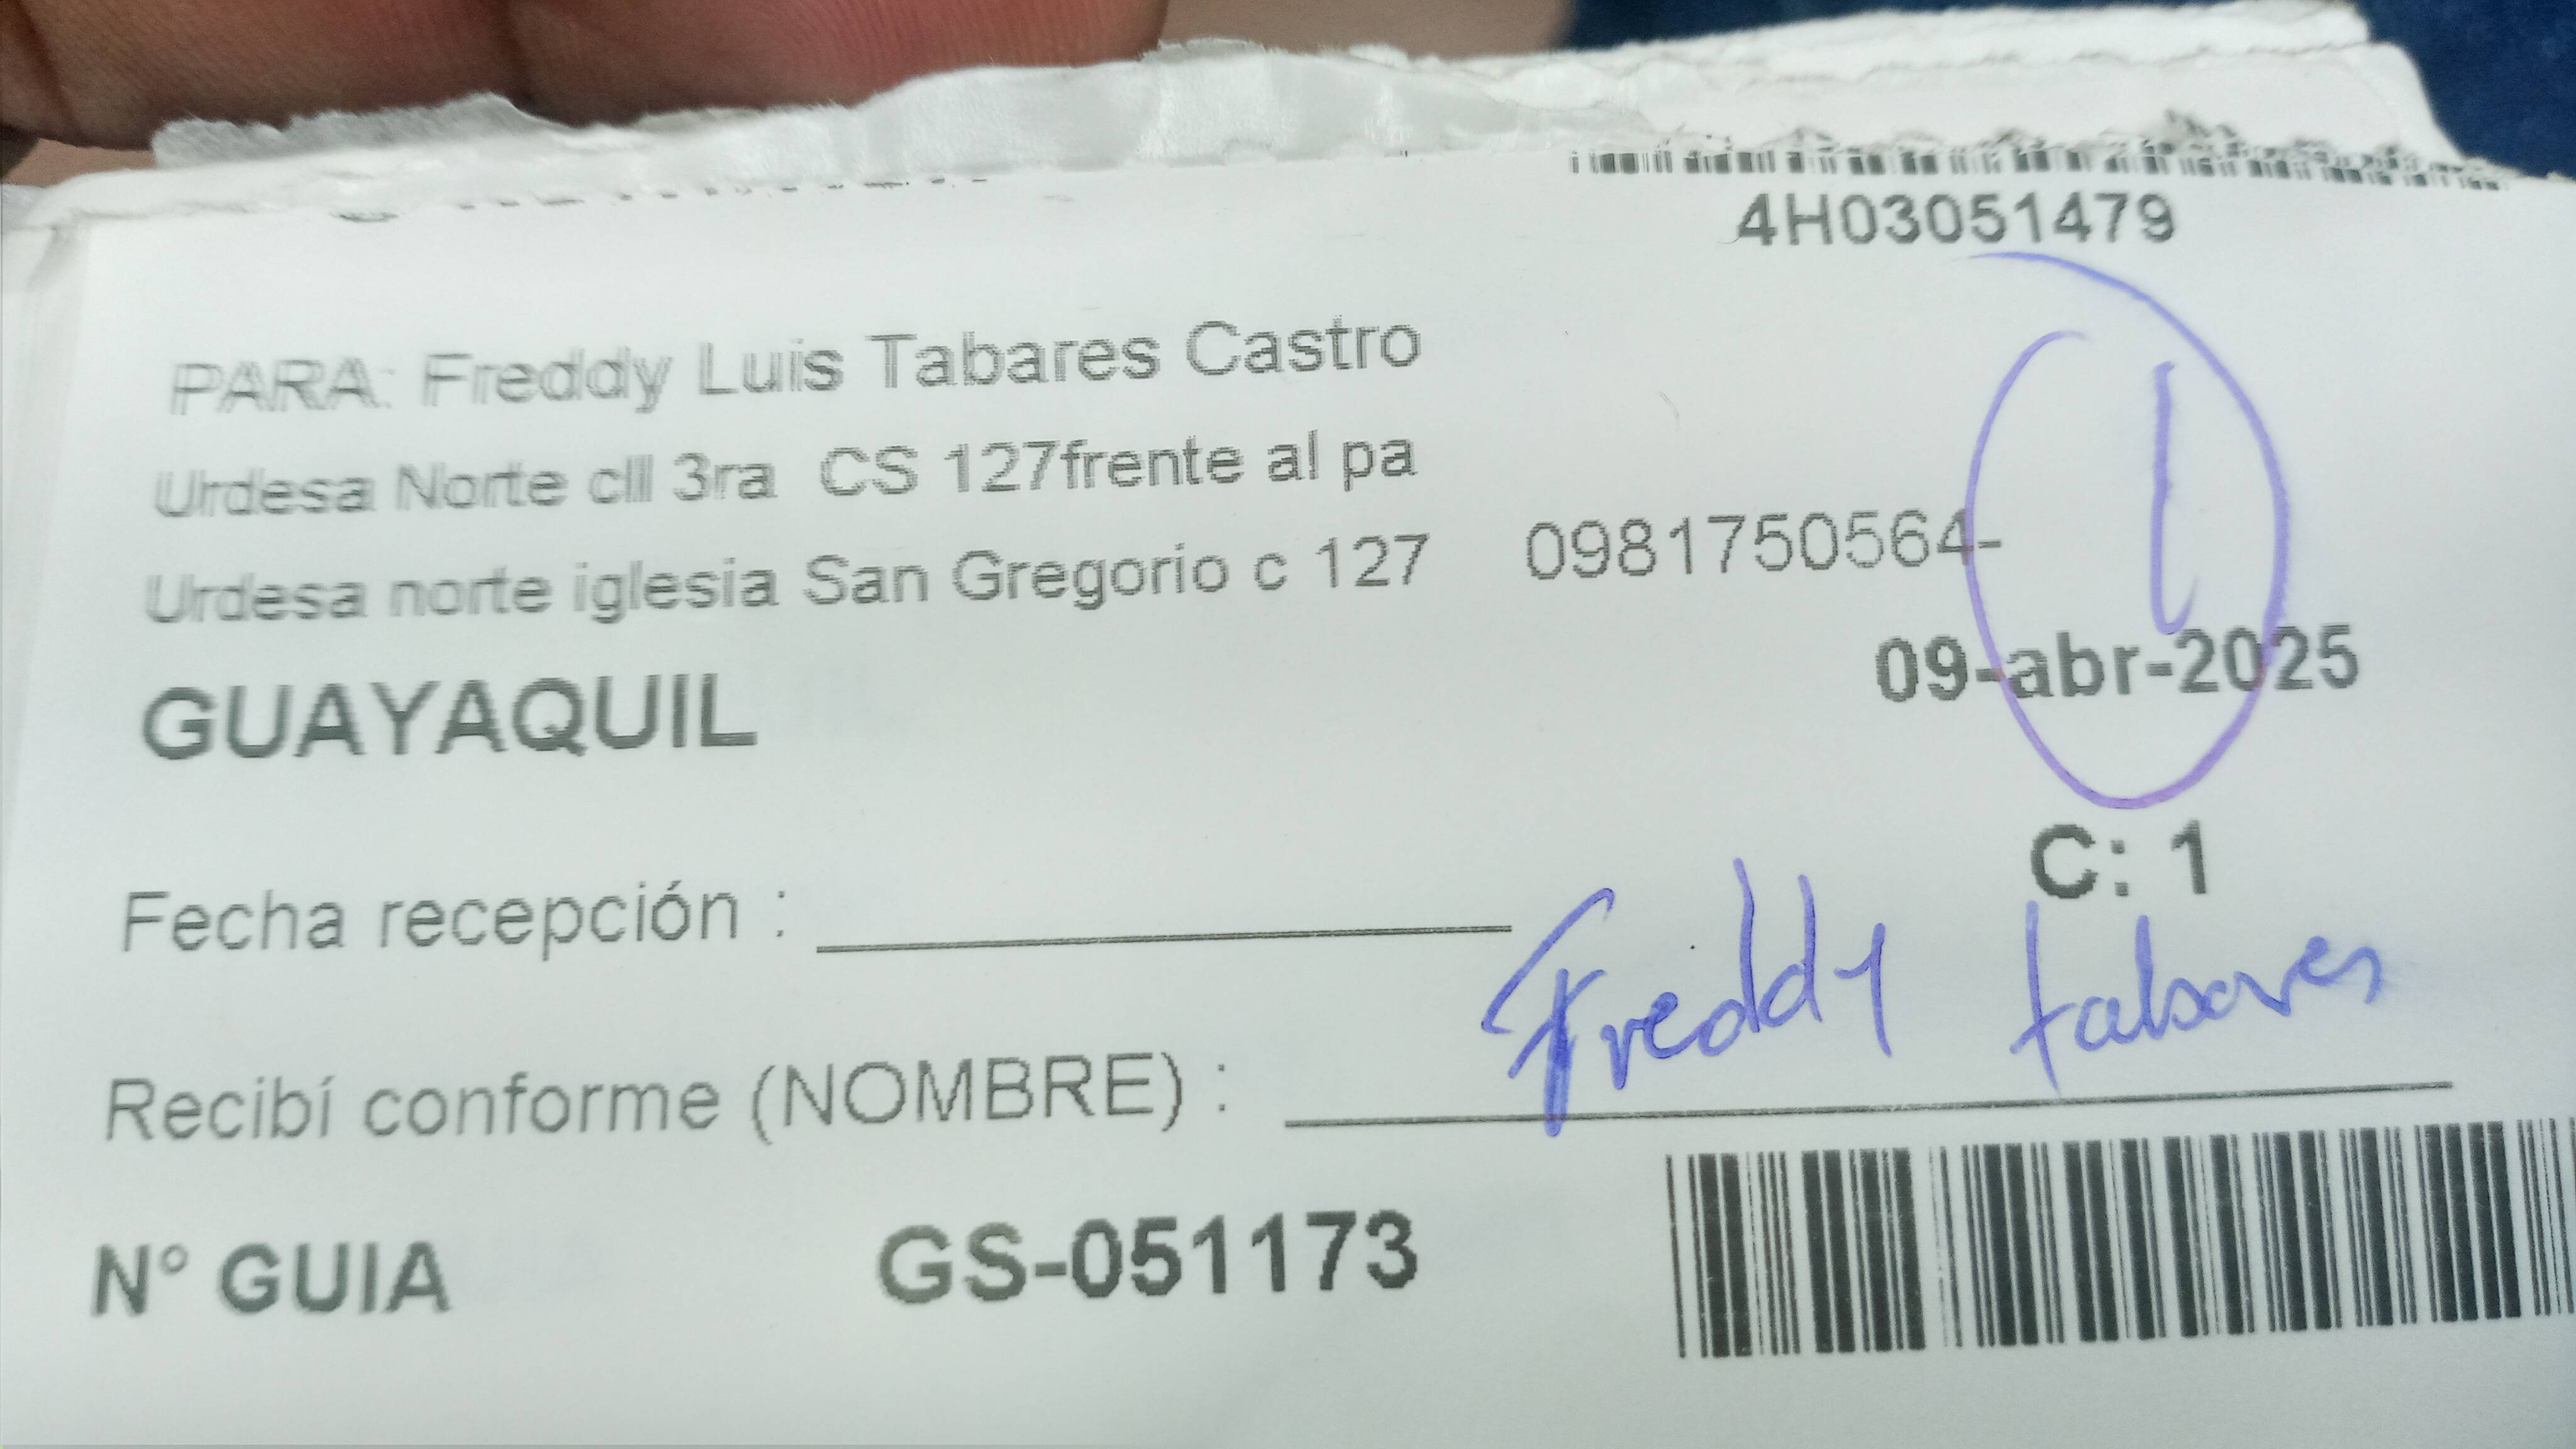 4H03051479
PARA: Freddy Luis Tabares Castro
Urdesa Norte cll 3ra  CS 127frente al pa
Urdesa norte iglesia San Gregorio c 127 0981750564-
1
09-abr-2025
GUAYAQUIL
C: 1
Fecha recepción :
Freddy tabares
Recibí conforme (NOMBRE) :
N° GUIA GS-051173